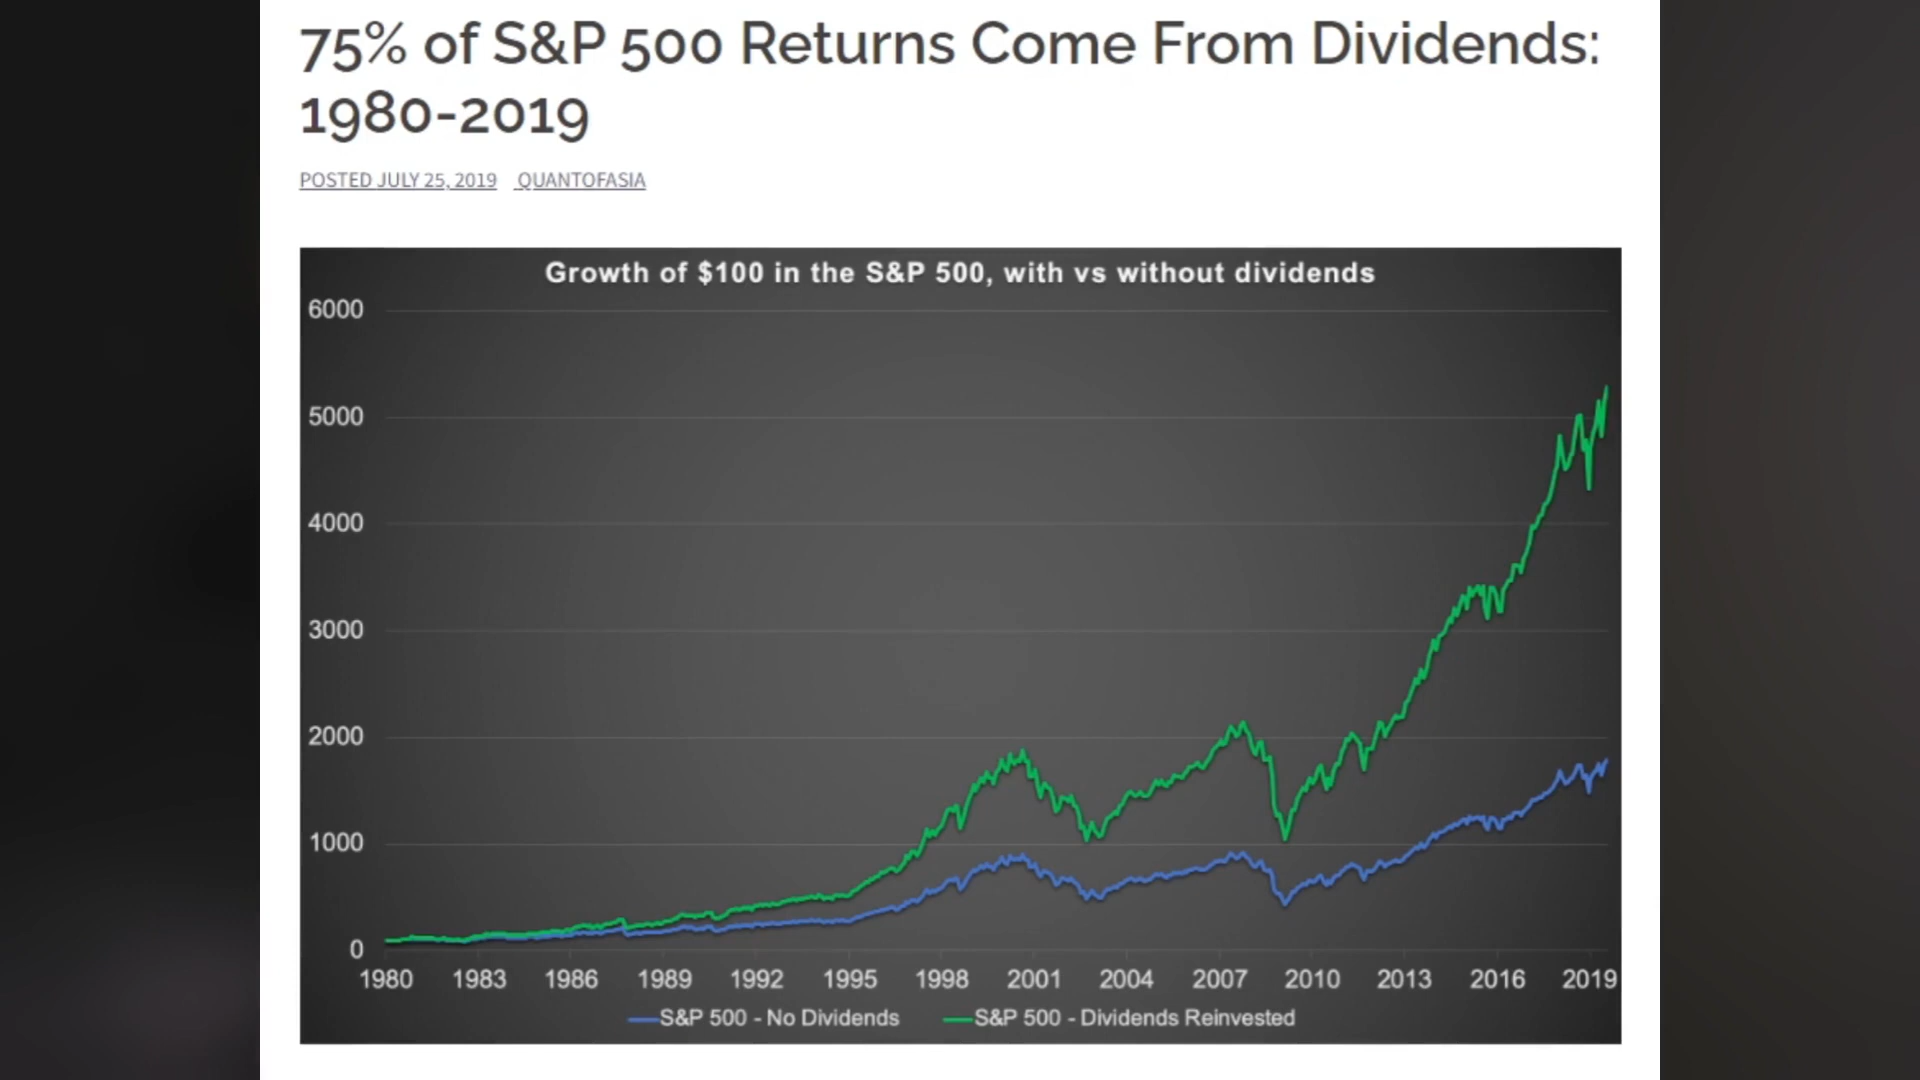 75% of S&P 500 Returns Come From Dividends:
1980-2019
POSTED JULY 25, 2019 QUANTOFASIA
Growth of $100 in the S&P 500, with vs without dividends
6000
5000
4000
3000
2000
1000
0
1980 1983 1986 1989 1992 1995 1998 2001 2004 2007 2010 2013 2016 2019
S&P 500 - No Dividends S&P 500 - Dividends Reinvested